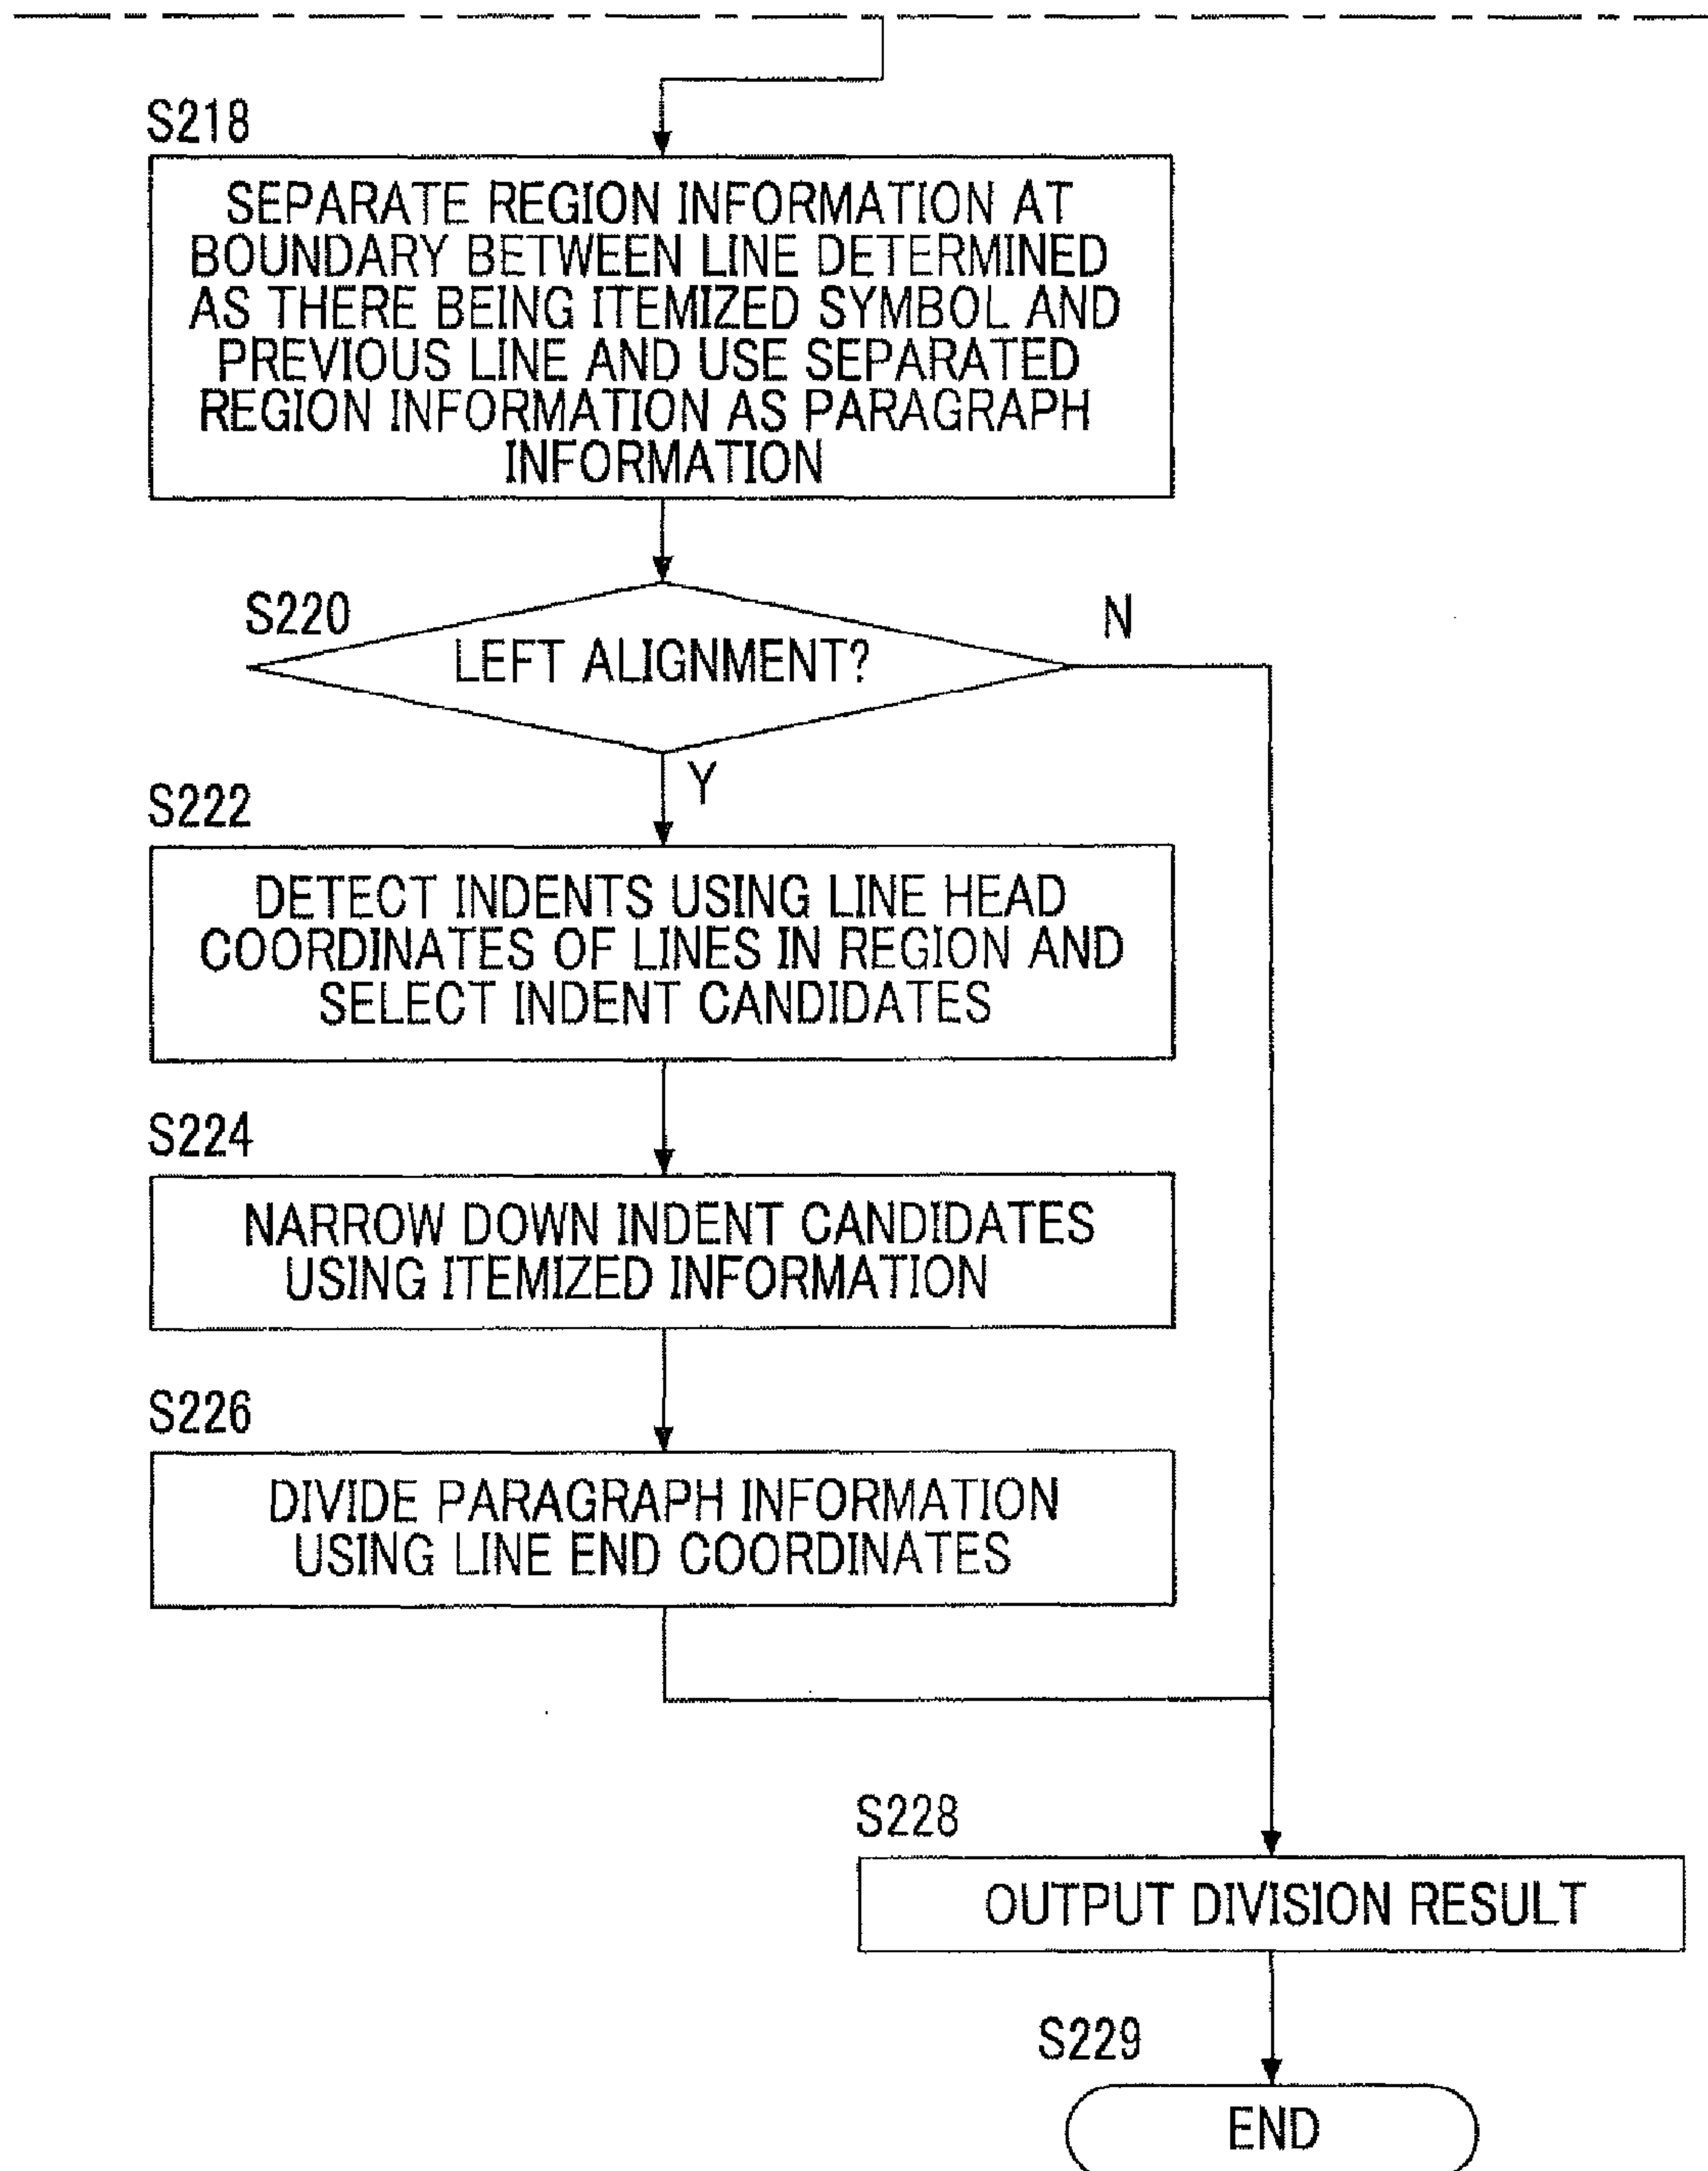 S218
SEPARATE REGION INFORMATION AT
BOUNDARY BETWEEN LINE DETERMINED
AS THERE BEING ITEMIZED SYMBOL AND
PREVIOUS LINE AND USE SEPARATED
REGION INFORMATION AS PARAGRAPH
INFORMATION
S220
LEFT ALIGNMENT?
N
Y
S222
DETECT INDENTS USING LINE HEAD
COORDINATES OF LINES IN REGION AND
SELECT INDENT CANDIDATES
S224
NARROW DOWN INDENT CANDIDATES
USING ITEMIZED INFORMATION
S226
DIVIDE PARAGRAPH INFORMATION
USING LINE END COORDINATES
S228
OUTPUT DIVISION RESULT
S229
END